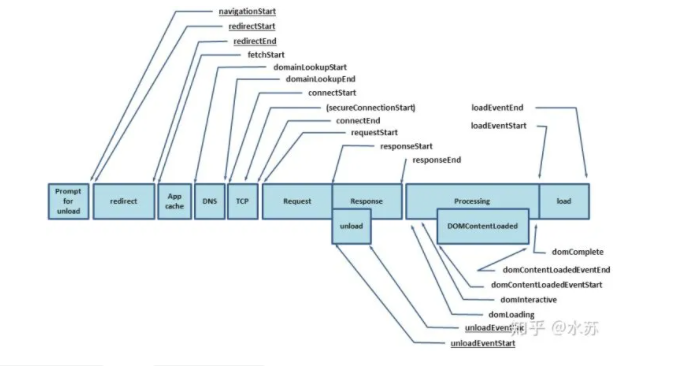 navigationStart
redirectStart
redirectEnd
fetchStart
domainLookupStart
domainLookupEnd
connectStart
(secureConnectionStart)
loadEventEnd
connectEnd
loadEventStart
requestStart
responseStart
responseEnd
Prompt
for
unload
redirect
App
cache
DNS
TCP
Request
Response
Processing
load
unload
DOMContentLoaded
domComplete
domContentLoadedEventEnd
domContentLoadedEventStart
domInteractive
domLoading
知乎 @水苏
unloadEventStart